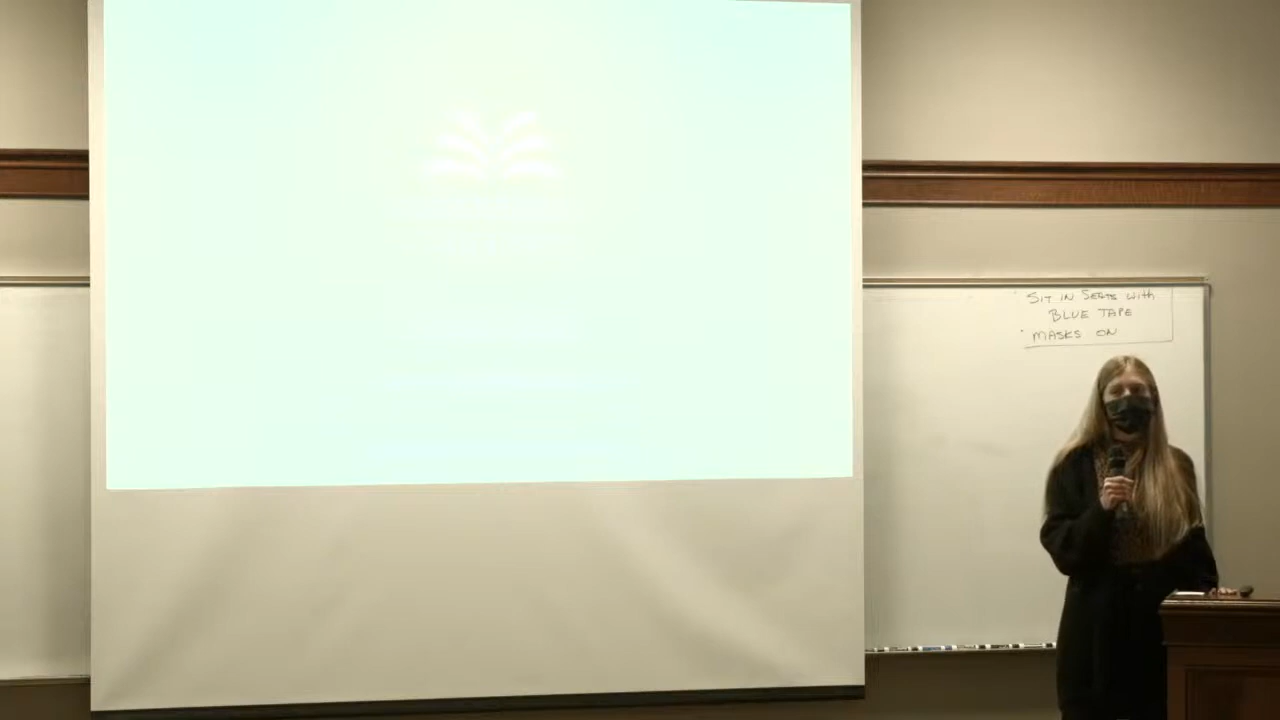 · SIT IN SEATS WITH
BLUE TAPE
· MASKS ON